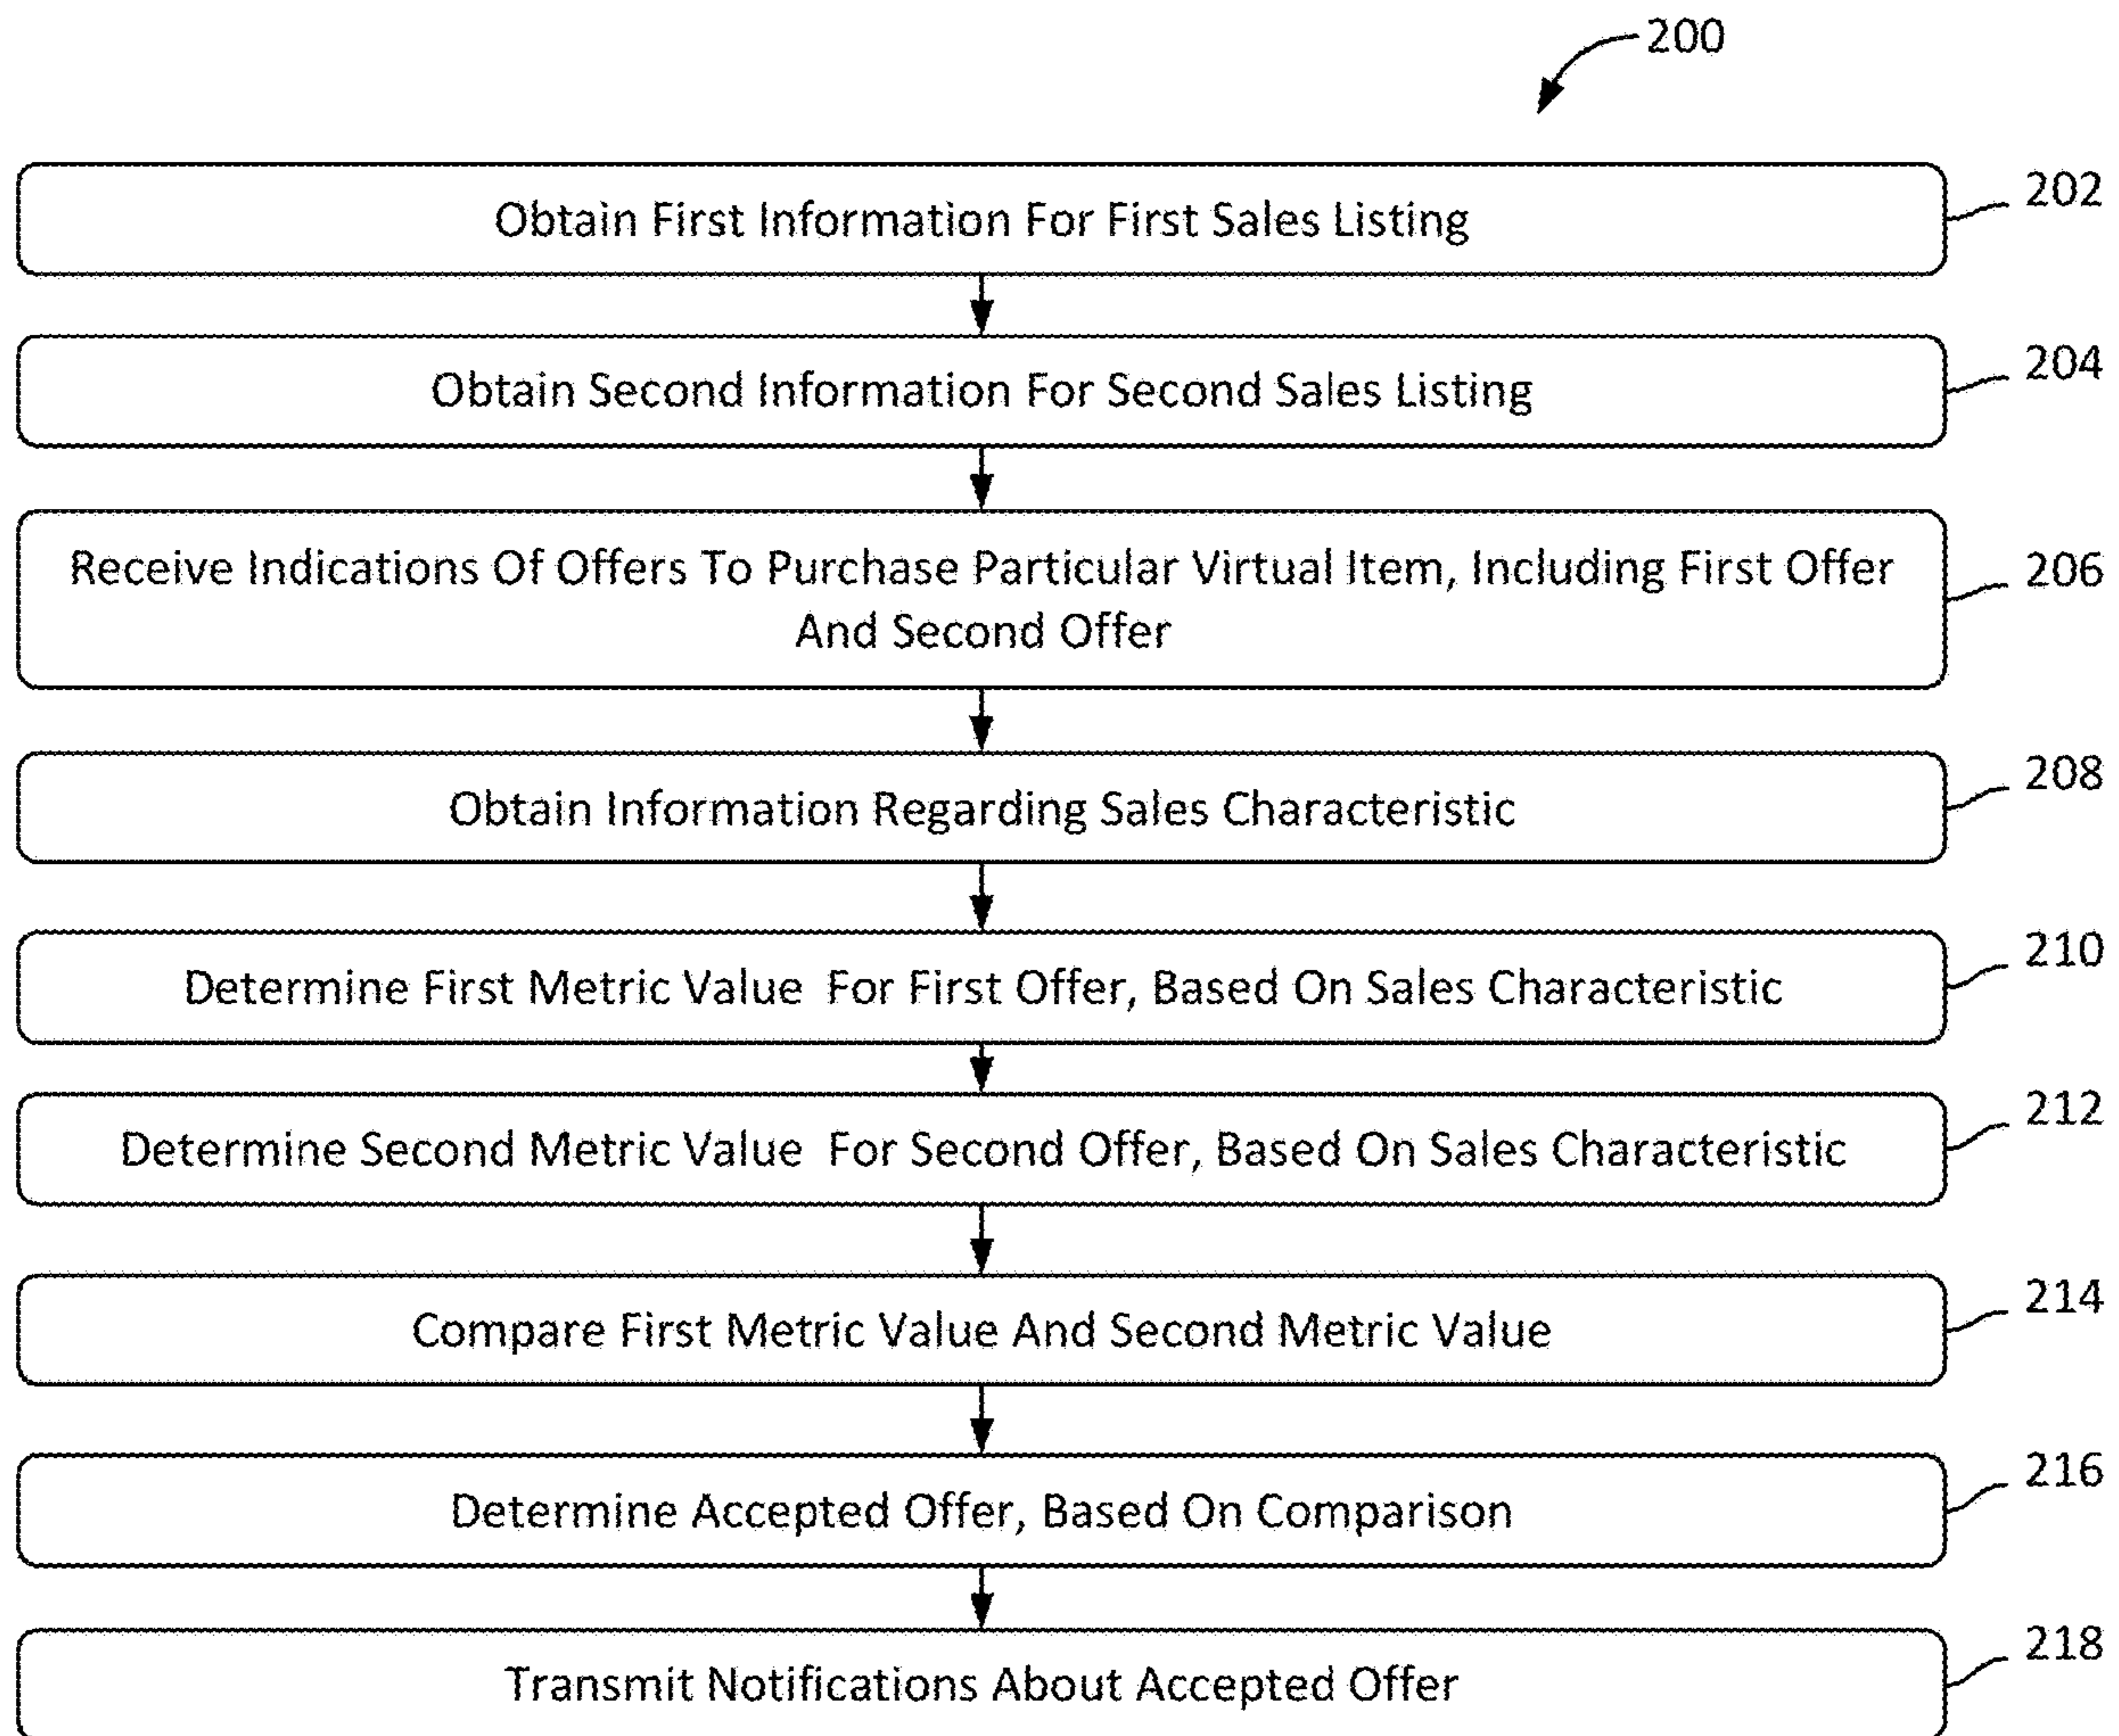 200
Obtain First Information For First Sales Listing
202
Obtain Second Information For Second Sales Listing
204
Receive Indications Of Offers To Purchase Particular Virtual Item, Including First Offer
And Second Offer
206
Obtain Information Regarding Sales Characteristic
208
Determine First Metric Value For First Offer, Based On Sales Characteristic
210
Determine Second Metric Value For Second Offer, Based On Sales Characteristic
212
Compare First Metric Value And Second Metric Value
214
Determine Accepted Offer, Based On Comparison
216
Transmit Notifications About Accepted Offer
218